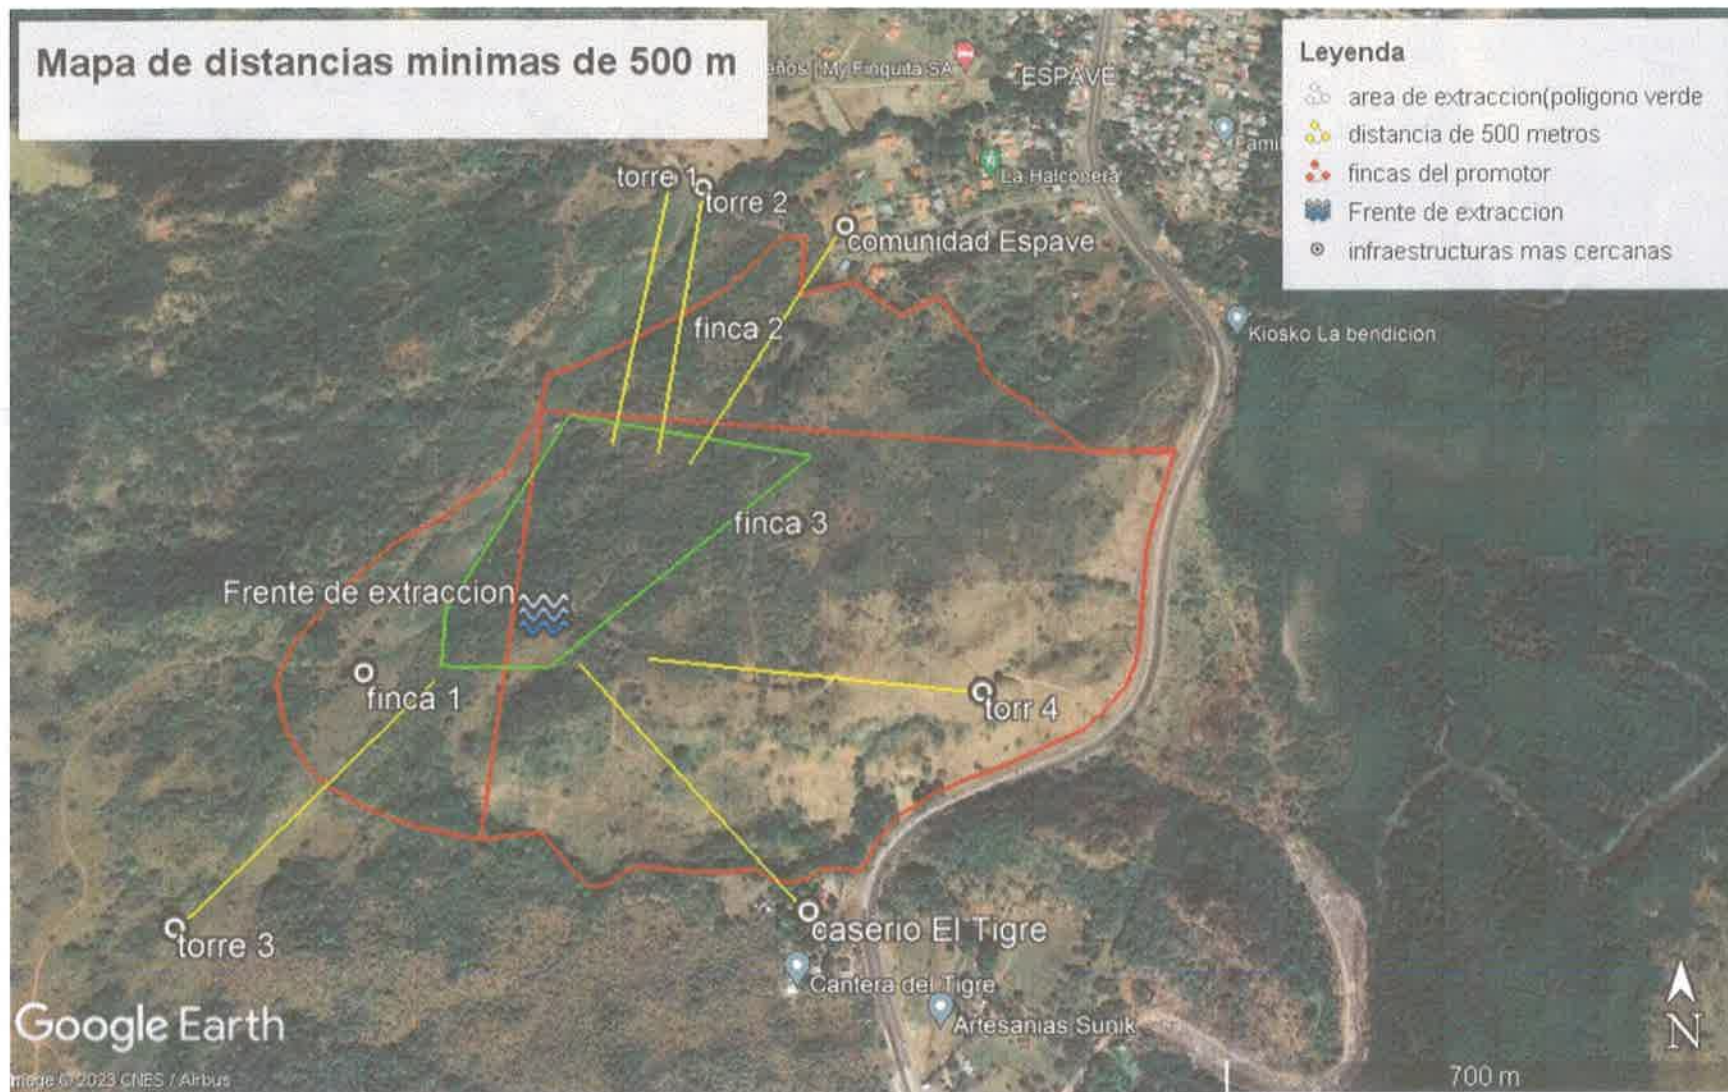 Mapa de distancias minimas de 500 m
Leyenda
area de extraccion(poligono verde
distancia de 500 metros
fincas del promotor
Frente de extraccion
infraestructuras mas cercanas
My Finquita SA
ESPAVE
La Halconera
torre 1
torre 2
comunidad Espave
finca 2
Kiosko La bendicion
finca 3
Frente de extraccion
finca 1
torr 4
torre 3
caserio El Tigre
Cantera del Tigre
Artesanias Sunik
Google Earth
N
700 m
© 2023 CNES / Airbus